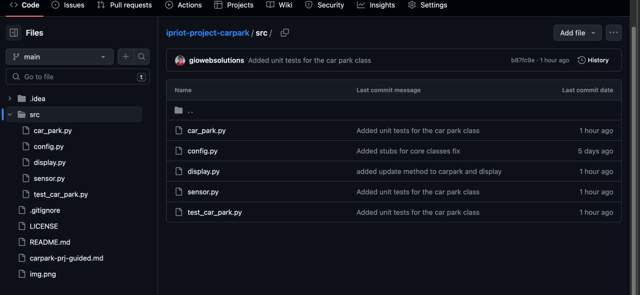 Code Issues Pull requests Actions Projects Wiki Security Insights Settings
Files
main
Go to file t
.idea
src
car_park.py
config.py
display.py
sensor.py
test_car_park.py
.gitignore
LICENSE
README.md
carpark-prj-guided.md
img.png
ipriot-project-carpark / src /
Add file
giowebsolutions Added unit tests for the car park class b87fc9e · 1 hour ago History
Name Last commit message Last commit date
..
car_park.py Added unit tests for the car park class 1 hour ago
config.py Added stubs for core classes fix 5 days ago
display.py added update method to carpark and display 1 hour ago
sensor.py Added unit tests for the car park class 1 hour ago
test_car_park.py Added unit tests for the car park class 1 hour ago